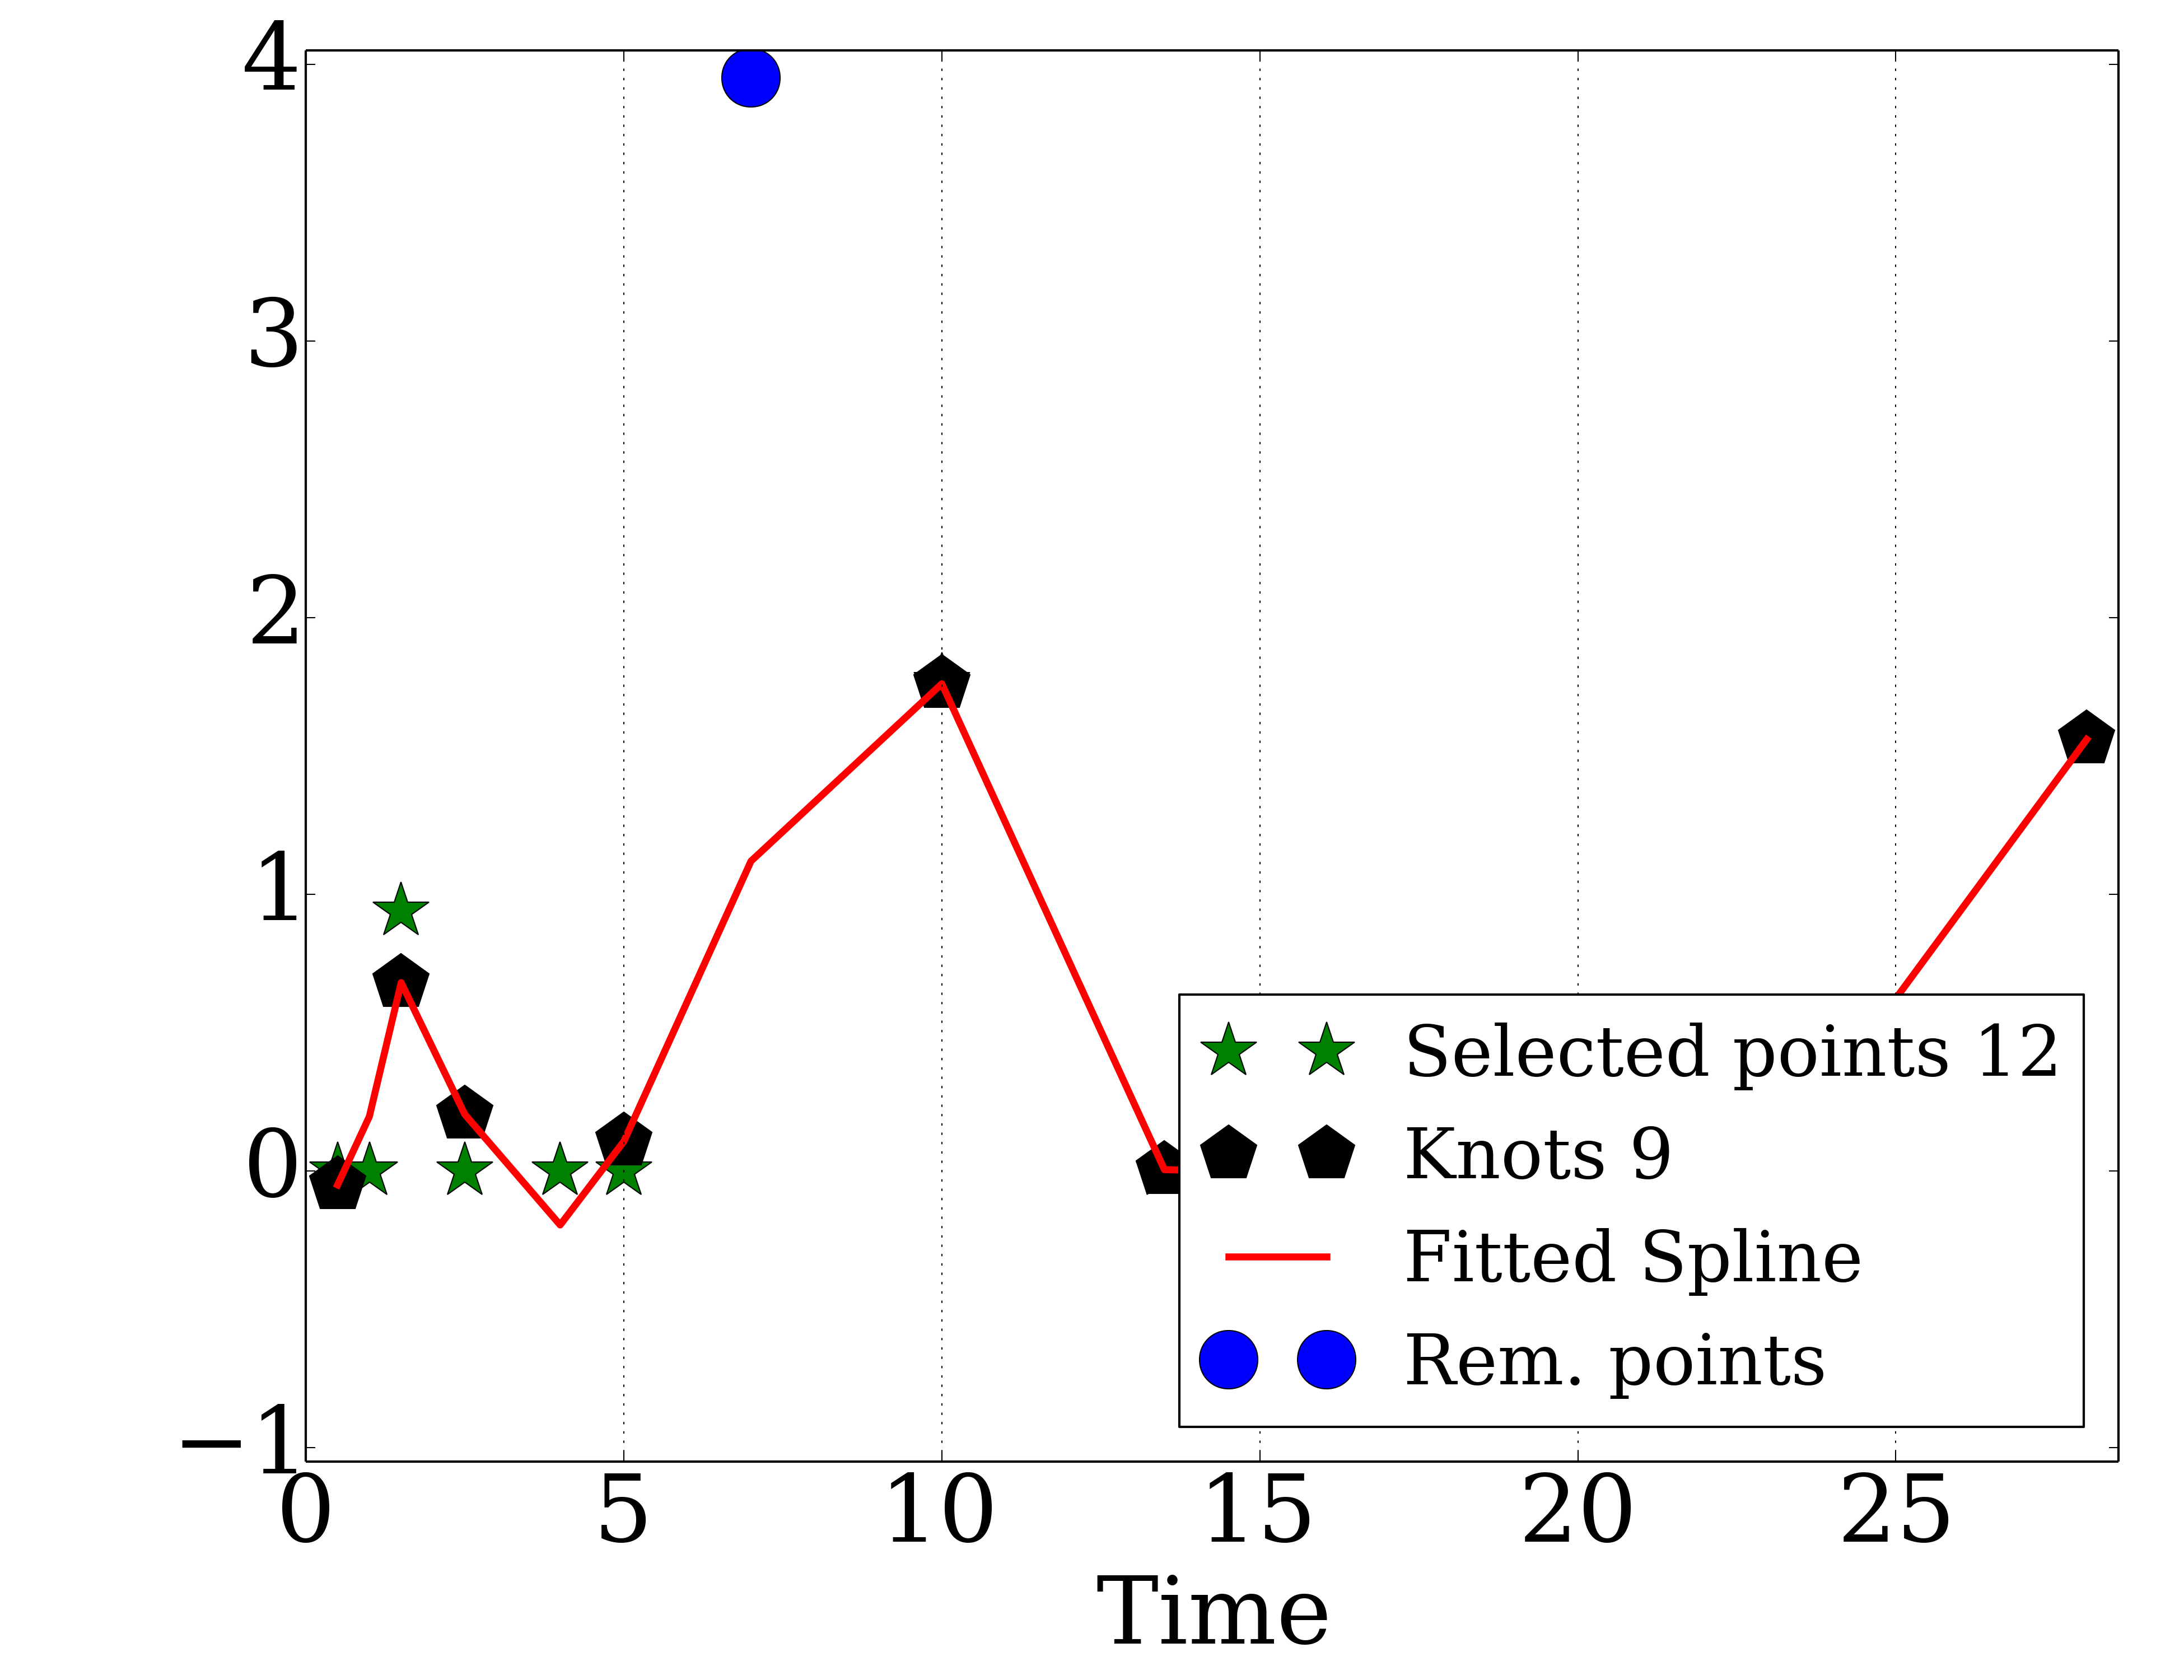 4
3
2
1
0
−1
Selected points 12
Knots 9
Fitted Spline
Rem. points
0 5 10 15 20 25
Time